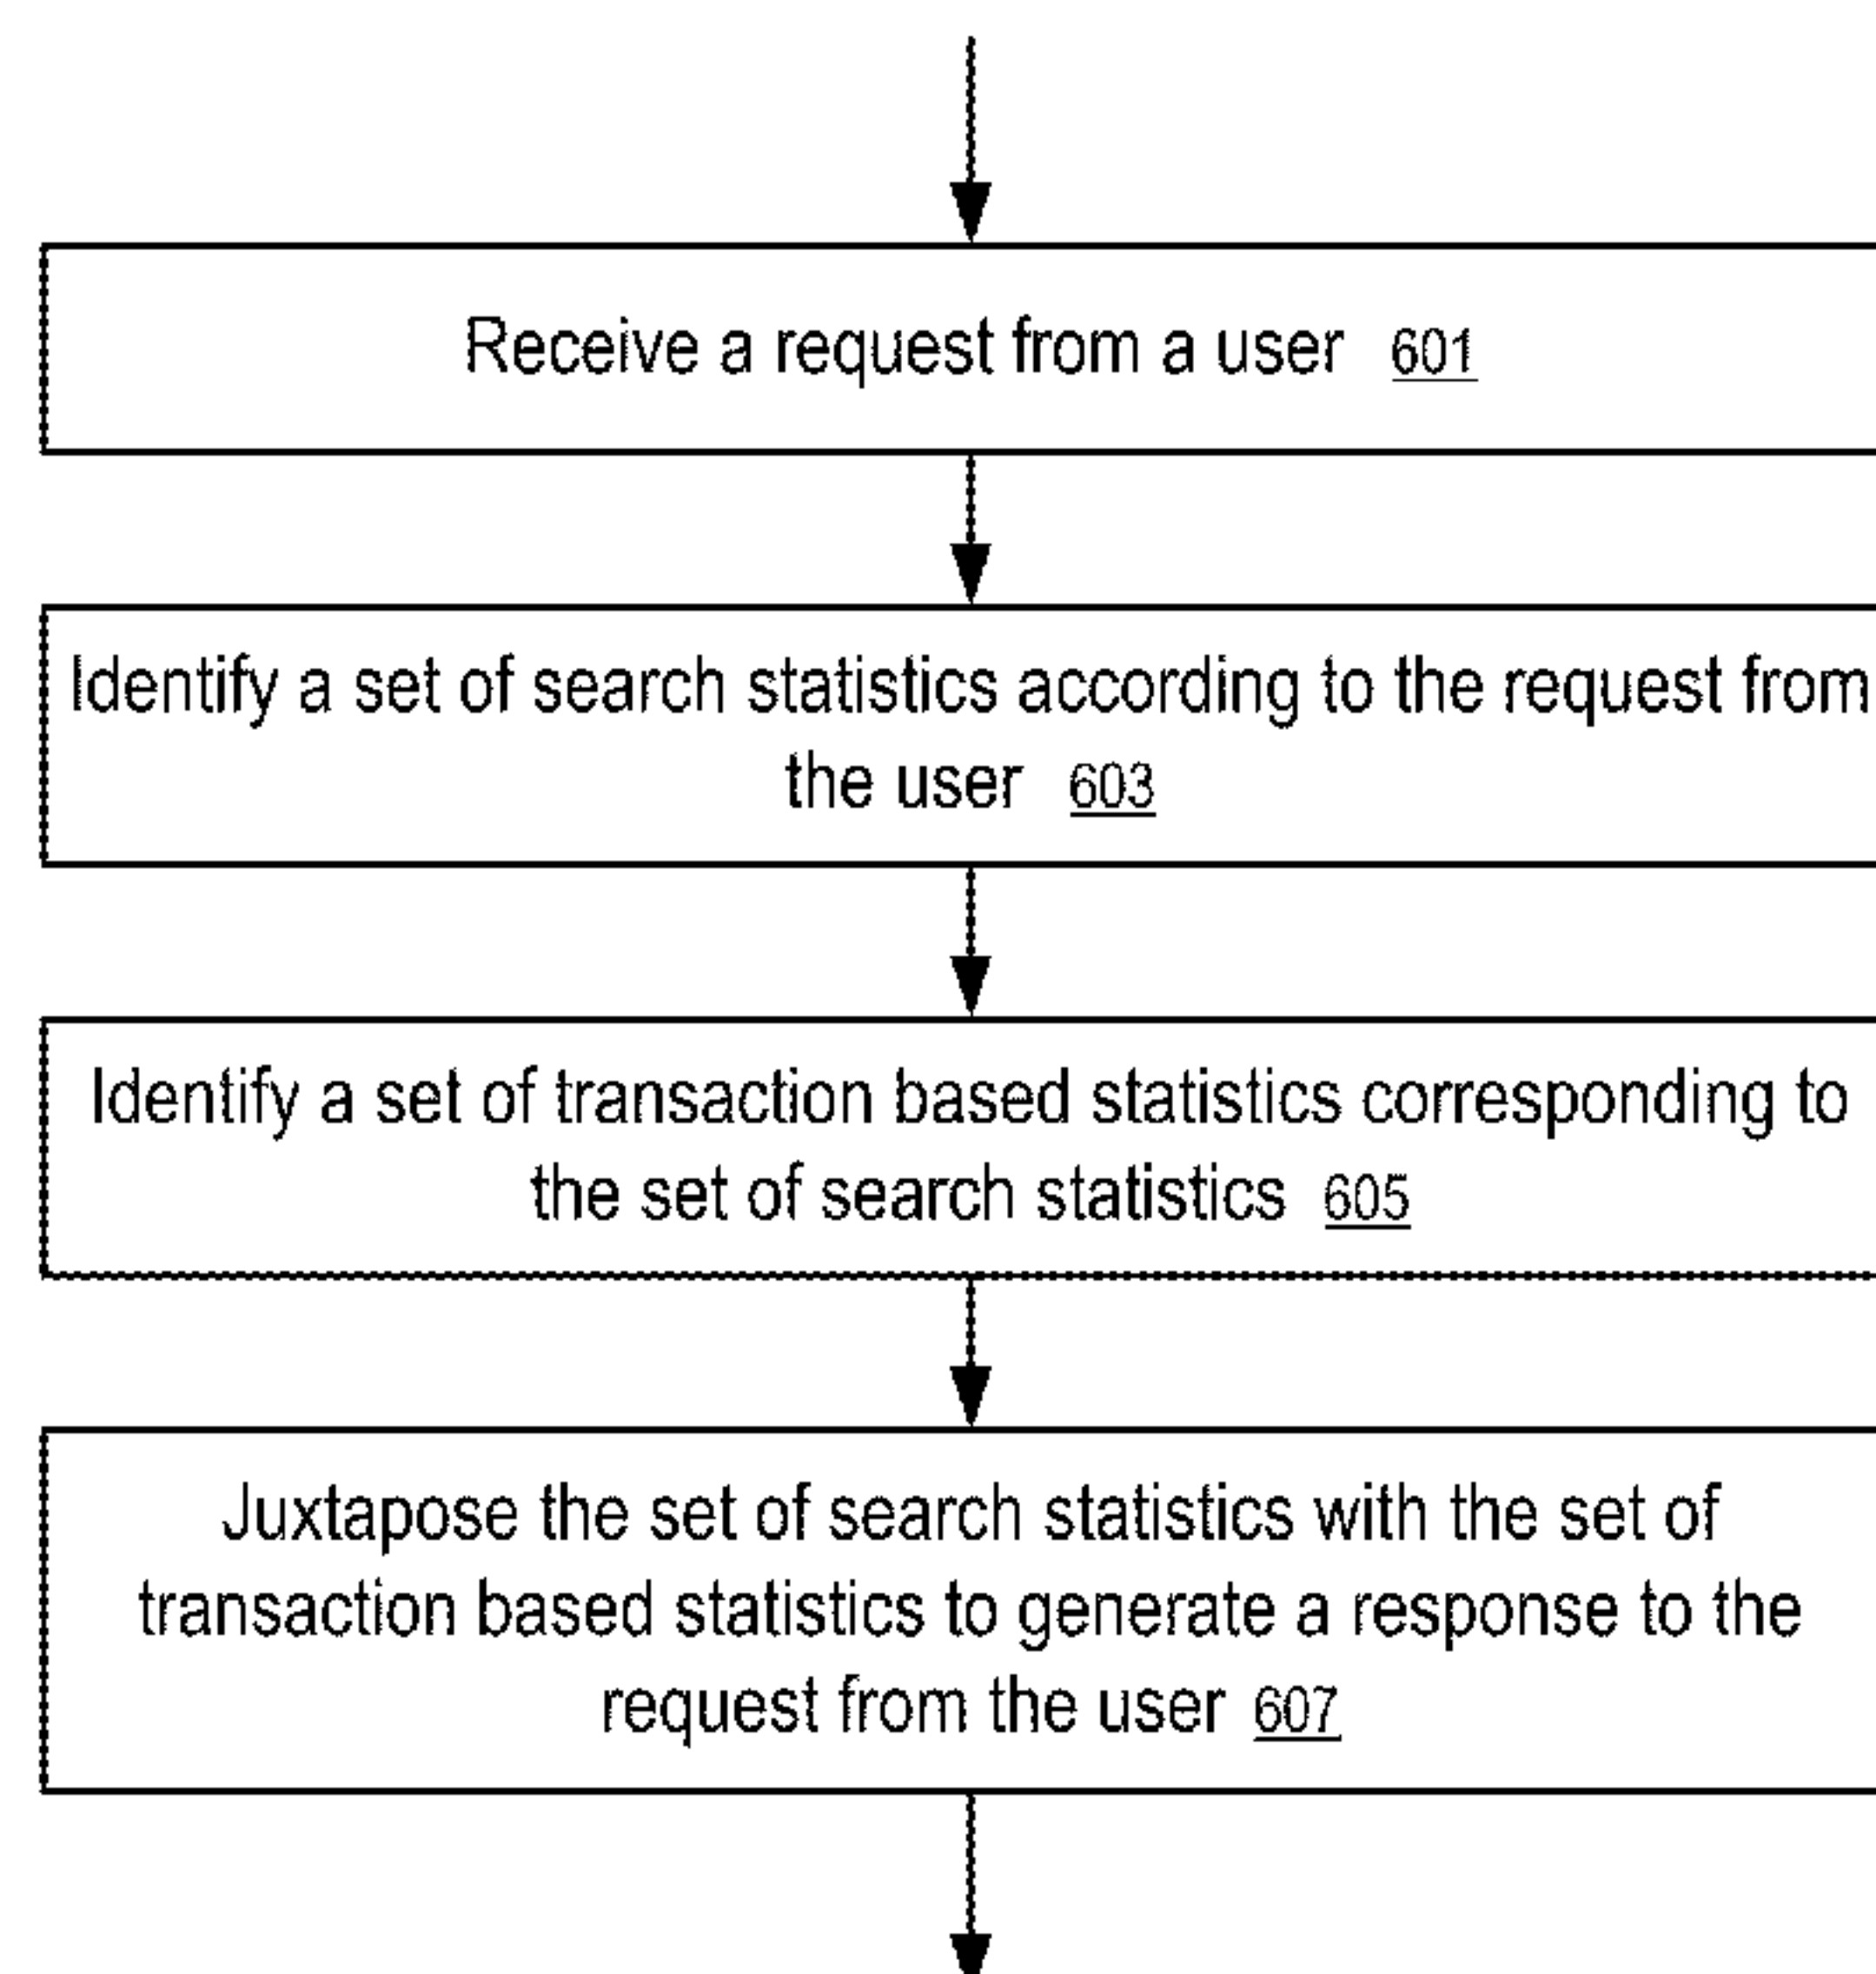 Receive a request from a user 601
Identify a set of search statistics according to the request from
the user 603
Identify a set of transaction based statistics corresponding to
the set of search statistics 605
Juxtapose the set of search statistics with the set of
transaction based statistics to generate a response to the
request from the user 607